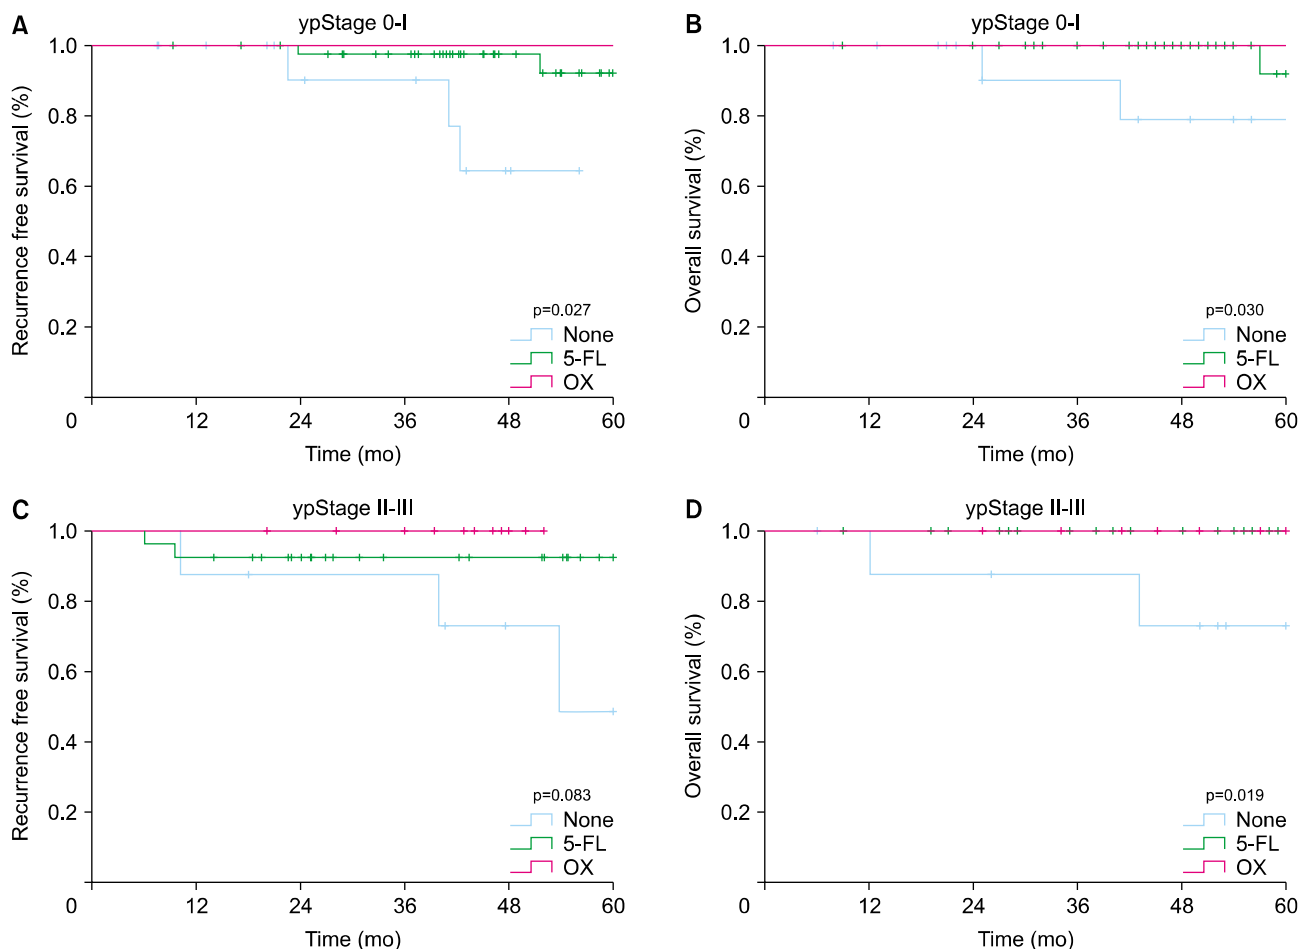 A
ypStage 0-I
Recurrence free survival (%)
1.0
0.8
0.6
0.4
0.2
0
12
24
36
48
60
Time (mo)
p=0.027
None
5-FL
OX
B
ypStage 0-I
Overall survival (%)
1.0
0.8
0.6
0.4
0.2
0
12
24
36
48
60
Time (mo)
p=0.030
None
5-FL
OX
C
ypStage II-III
Recurrence free survival (%)
1.0
0.8
0.6
0.4
0.2
0
12
24
36
48
60
Time (mo)
p=0.083
None
5-FL
OX
D
ypStage II-III
Overall survival (%)
1.0
0.8
0.6
0.4
0.2
0
12
24
36
48
60
Time (mo)
p=0.019
None
5-FL
OX